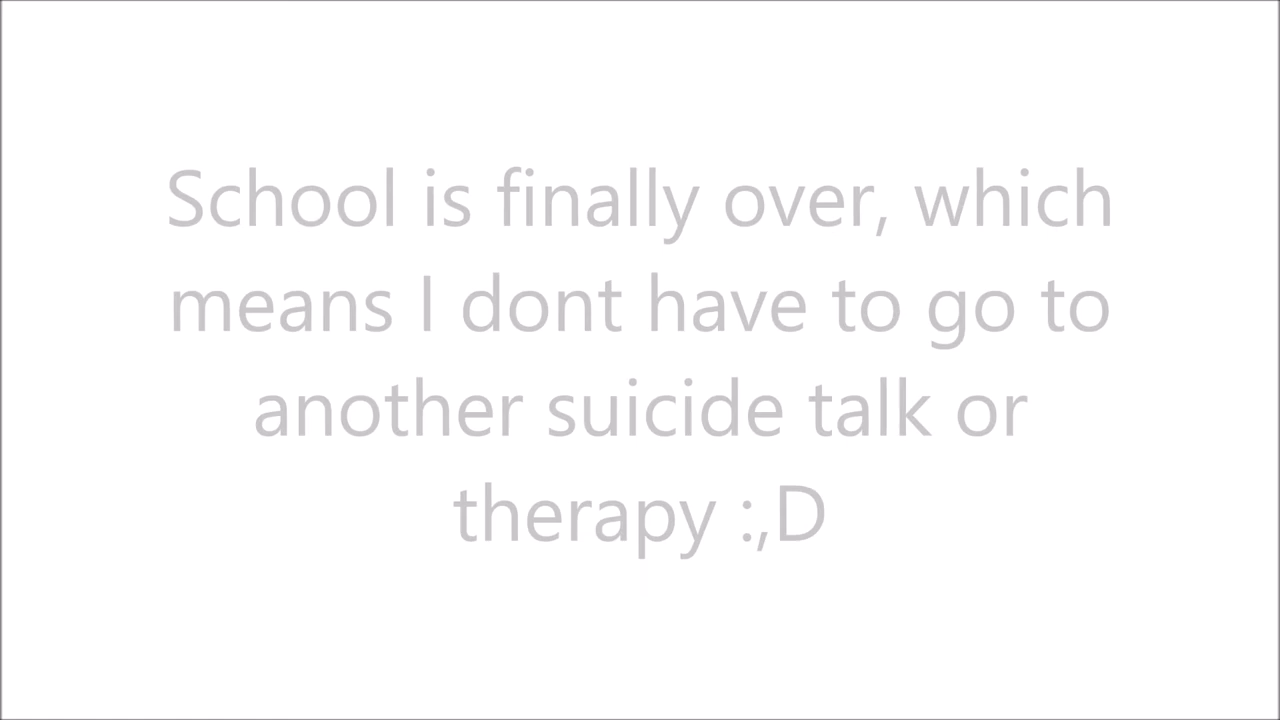 School is finally over, which
means I dont have to go to
another suicide talk or
therapy :,D